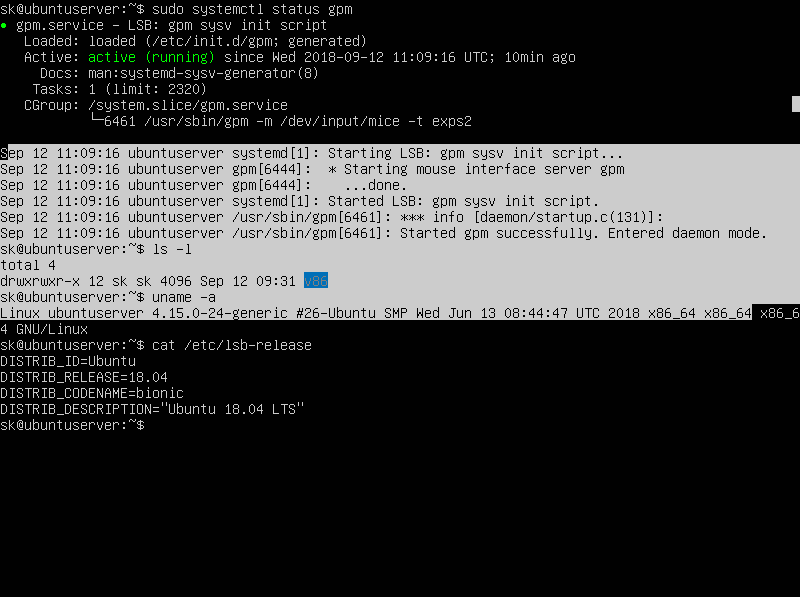 sk@ubuntuserver:~$ sudo systemctl status gpm
● gpm.service - LSB: gpm sysv init script
   Loaded: loaded (/etc/init.d/gpm; generated)
   Active: active (running) since Wed 2018-09-12 11:09:16 UTC; 10min ago
     Docs: man:systemd-sysv-generator(8)
    Tasks: 1 (limit: 2320)
   CGroup: /system.slice/gpm.service
           └─6461 /usr/sbin/gpm -m /dev/input/mice -t exps2
Sep 12 11:09:16 ubuntuserver systemd[1]: Starting LSB: gpm sysv init script...
Sep 12 11:09:16 ubuntuserver gpm[6444]:  * Starting mouse interface server gpm
Sep 12 11:09:16 ubuntuserver gpm[6444]:    ...done.
Sep 12 11:09:16 ubuntuserver systemd[1]: Started LSB: gpm sysv init script.
Sep 12 11:09:16 ubuntuserver /usr/sbin/gpm[6461]: *** info [daemon/startup.c(131)]:
Sep 12 11:09:16 ubuntuserver /usr/sbin/gpm[6461]: Started gpm successfully. Entered daemon mode.
sk@ubuntuserver:~$ ls -l
total 4
drwxrwxr-x 12 sk sk 4096 Sep 12 09:31 v86
sk@ubuntuserver:~$ uname -a
Linux ubuntuserver 4.15.0-24-generic #26-Ubuntu SMP Wed Jun 13 08:44:47 UTC 2018 x86_64 x86_64 x86_6
4 GNU/Linux
sk@ubuntuserver:~$ cat /etc/lsb-release
DISTRIB_ID=Ubuntu
DISTRIB_RELEASE=18.04
DISTRIB_CODENAME=bionic
DISTRIB_DESCRIPTION="Ubuntu 18.04 LTS"
sk@ubuntuserver:~$